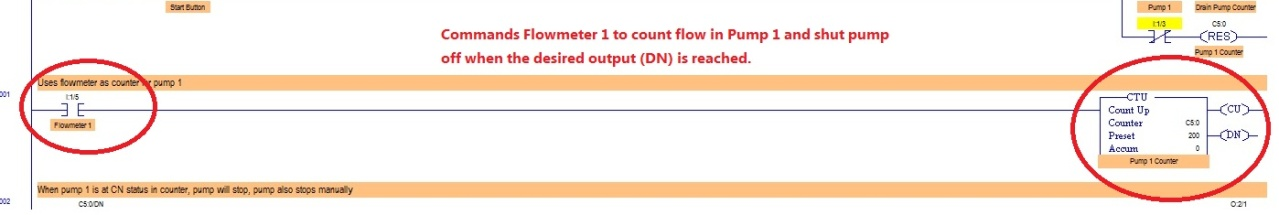 Start Button
Pump 1
Drain Pump Counter
I:1/3
C5:0
RES
Pump 1 Counter
Commands Flowmeter 1 to count flow in Pump 1 and shut pump
off when the desired output (DN) is reached.
Uses flowmeter as counter for pump 1
001
I:1/5
Flowmeter 1
CTU
Count Up
CU
Counter C5:0
Preset 200
DN
Accum 0
Pump 1 Counter
When pump 1 is at CN status in counter, pump will stop, pump also stops manually
002
C5:0/DN
O:2/1